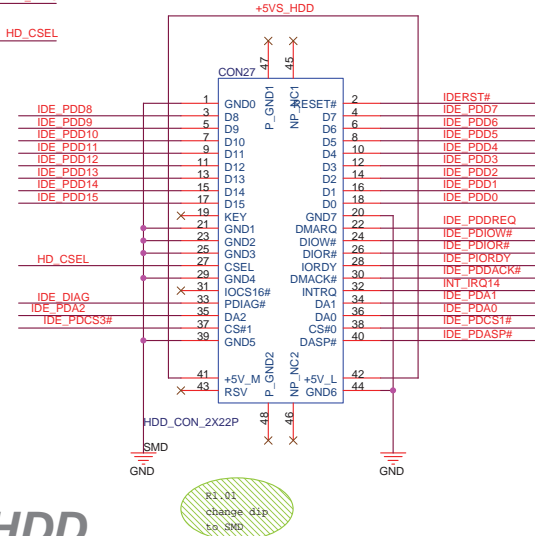 +5VS_HDD
HD_CSEL
CON27
47 45
P_GND1 NP_NC1
1 GND0 RESET# 2 IDERST#
IDE_PDD8 3 D8 D7 4 IDE_PDD7
IDE_PDD9 5 D9 D6 6 IDE_PDD6
IDE_PDD10 7 D10 D5 8 IDE_PDD5
IDE_PDD11 9 D11 D4 10 IDE_PDD4
IDE_PDD12 11 D12 D3 12 IDE_PDD3
IDE_PDD13 13 D13 D2 14 IDE_PDD2
IDE_PDD14 15 D14 D1 16 IDE_PDD1
IDE_PDD15 17 D15 D0 18 IDE_PDD0
19 KEY GND7 20
21 GND1 DMARQ 22 IDE_PDDREQ
23 GND2 DIOW# 24 IDE_PDIOW#
25 GND3 DIOR# 26 IDE_PDIOR#
HD_CSEL 27 CSEL IORDY 28 IDE_PIORDY
29 GND4 DMACK# 30 IDE_PDDACK#
31 IOCS16# INTRQ 32 INT_IRQ14
IDE_DIAG 33 PDIAG# DA1 34 IDE_PDA1
IDE_PDA2 35 DA2 DA0 36 IDE_PDA0
IDE_PDCS3# 37 CS#1 CS#0 38 IDE_PDCS1#
39 GND5 DASP# 40 IDE_PDASP#
41 +5V_M +5V_L 42
43 RSV GND6 44
P_GND2 NP_NC2
48 46
HDD_CON_2X22P
SMD
GND GND
R1.01
change dip
to SMD
HDD